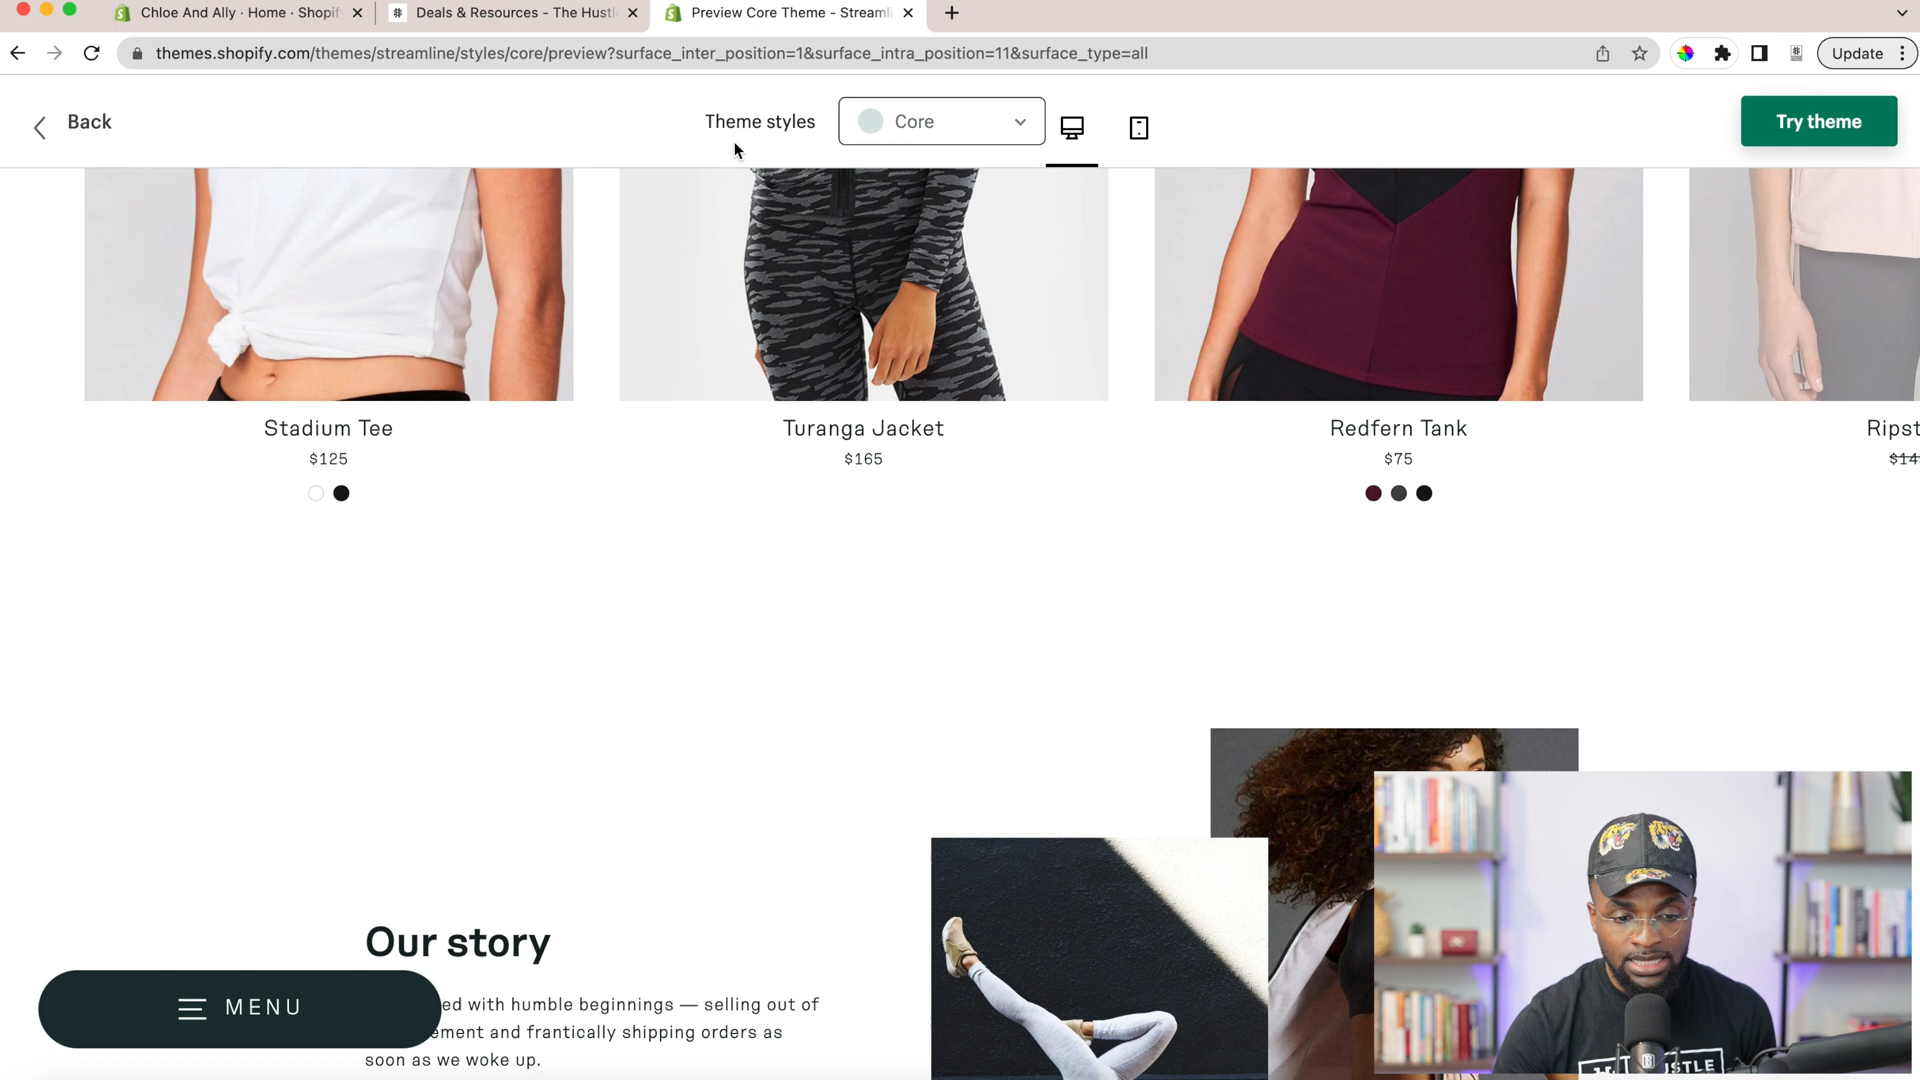 Chloe And Ally · Home · Shopif
Deals & Resources - The Hustl
Preview Core Theme - Streamli
themes.shopify.com/themes/streamline/styles/core/preview?surface_inter_position=1&surface_intra_position=11&surface_type=all
Update
Back
Theme styles
Core
Try theme
Stadium Tee
$125
Turanga Jacket
$165
Redfern Tank
$75
Ripst
$14
Our story
MENU
ed with humble beginnings — selling out of
ement and frantically shipping orders as
soon as we woke up.